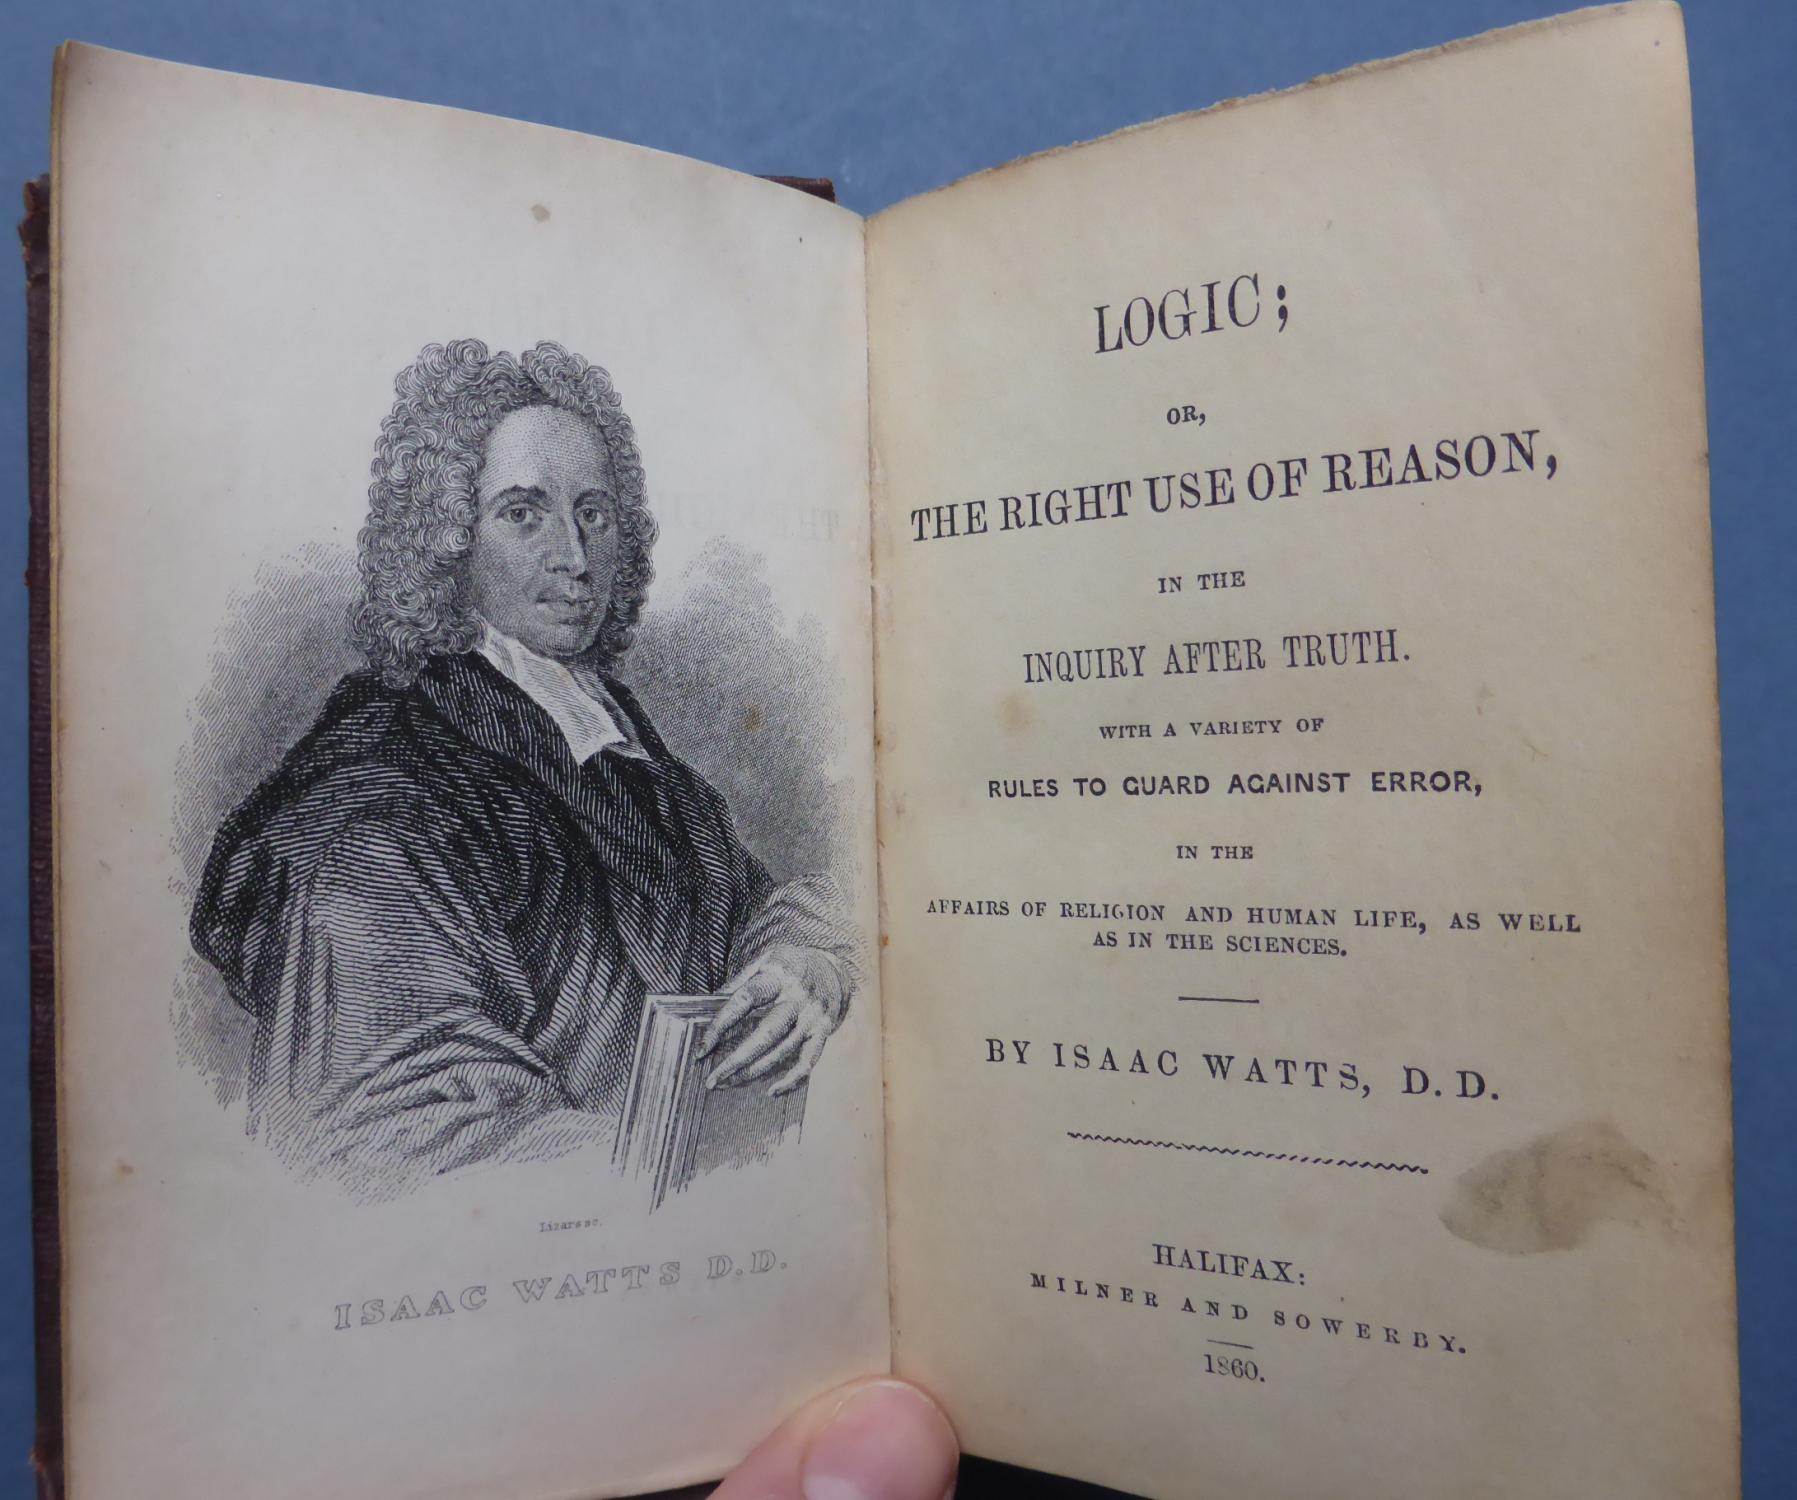 Lizars sc.
ISAAC WATTS D.D.
LOGIC;
OR,
THE RIGHT USE OF REASON,
IN THE
INQUIRY AFTER TRUTH.
WITH A VARIETY OF
RULES TO GUARD AGAINST ERROR,
IN THE
AFFAIRS OF RELIGION AND HUMAN LIFE, AS WELL
AS IN THE SCIENCES.
BY ISAAC WATTS, D. D.
HALIFAX:
MILNER AND SOWERBY.
1860.